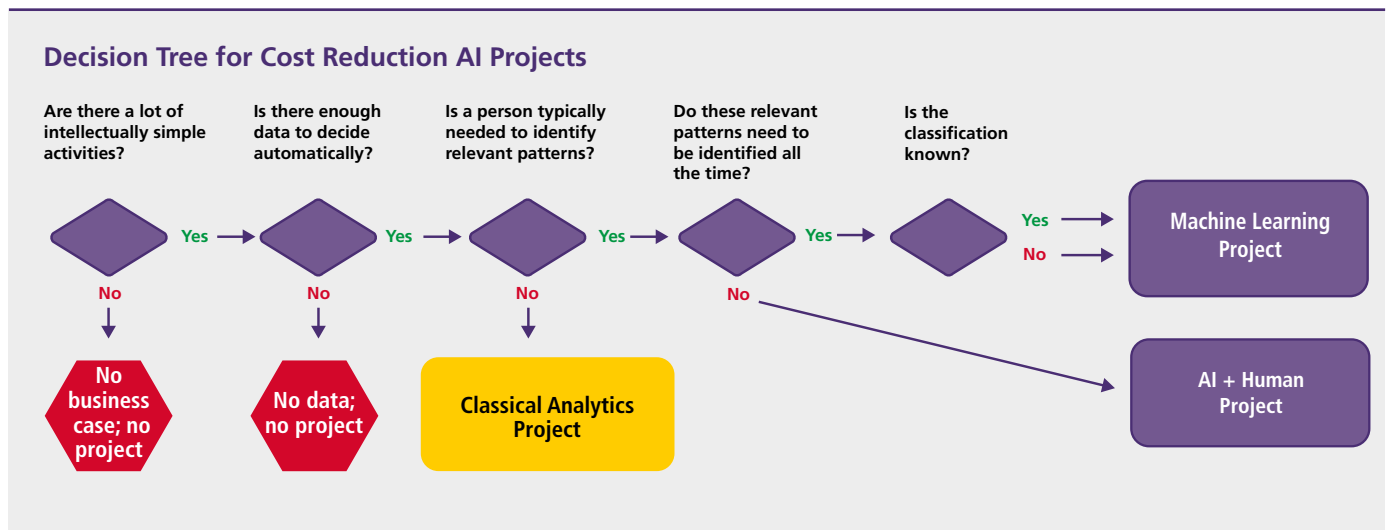 Decision Tree for Cost Reduction AI Projects
Are there a lot of
intellectually simple
activities?
Is there enough
data to decide
automatically?
Is a person typically
needed to identify
relevant patterns?
Do these relevant
patterns need to
be identified all
the time?
Is the
classification
known?
Yes
Yes
Yes
Yes
Yes
No
Machine Learning
Project
No
No
No
No
No
business
case; no
project
No data;
no project
Classical Analytics
Project
AI + Human
Project